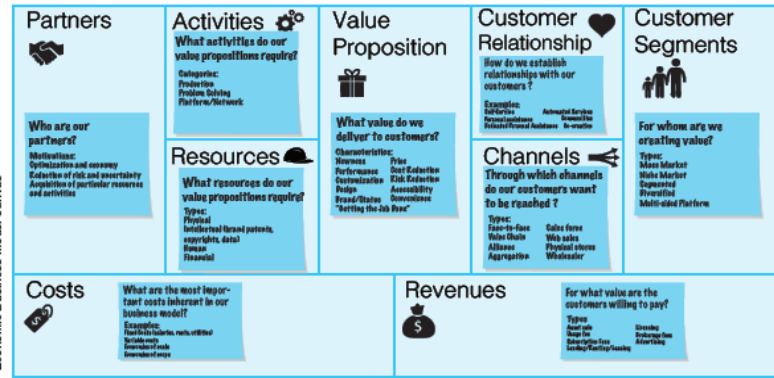 Partners
Who are our
partners?
Motivations:
Optimization and economy
Reduction of risk and uncertainty
Acquisition of particular resources
and activities
Activities
What activities do our
value propositions require?
Categories:
Production
Problem Solving
Platform/Network
Resources
What resources do our
value propositions require?
Types:
Physical
Intellectual (brand patents,
copyrights, data)
Human
Financial
Value
Proposition
What value do we
deliver to customers?
Characteristics:
Newness Price
Performance Cost Reduction
Customization Risk Reduction
Design Accessibility
Brand/Status Convenience
"Getting the Job Done"
Customer
Relationship
How do we establish
relationships with our
customers ?
Examples:
Self-Service Automated Services
Personal assistance Communities
Dedicated Personal Assistance Co-creation
Channels
Through which channels
do our customers want
to be reached ?
Types:
Face-to-Face Sales force
Value Chain Web sales
Alliance Physical stores
Aggregation Wholesaler
Customer
Segments
For whom are we
creating value?
Types:
Mass Market
Niche Market
Segmented
Diversified
Multi-sided Platform
Costs
What are the most impor-
tant costs inherent in our
business model?
Examples:
Fixed Costs (salaries, rents, utilities)
Variable costs
Economies of scale
Economies of scope
Revenues
For what value are the
customers willing to pay?
Types
Asset sale Licensing
Usage fee Brokerage fees
Subscription Fees Advertising
Lending/Renting/Leasing